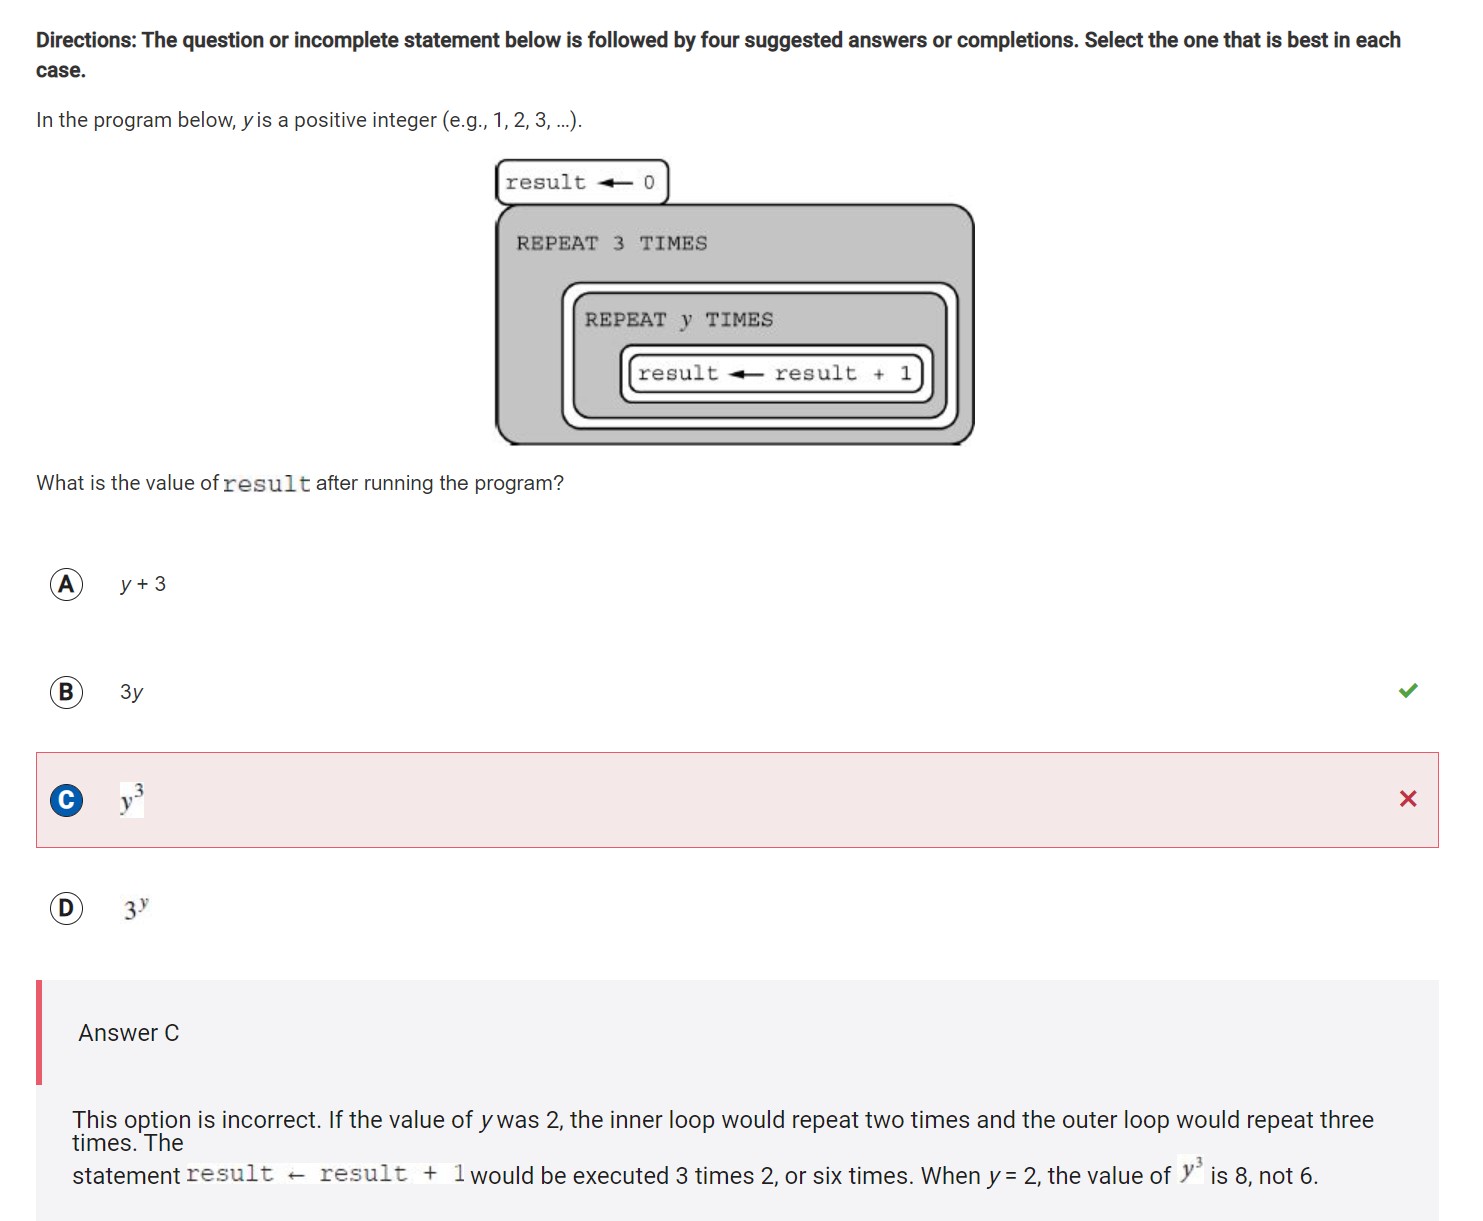 Directions: The question or incomplete statement below is followed by four suggested answers or completions. Select the one that is best in each
case.
In the program below, y is a positive integer (e.g., 1, 2, 3, ...).
result ← 0
REPEAT 3 TIMES
REPEAT y TIMES
result ← result + 1
What is the value of result after running the program?
A y + 3
B 3y
C y³
D 3ʸ
Answer C
This option is incorrect. If the value of y was 2, the inner loop would repeat two times and the outer loop would repeat three
times. The
statement result ← result + 1 would be executed 3 times 2, or six times. When y = 2, the value of y³ is 8, not 6.